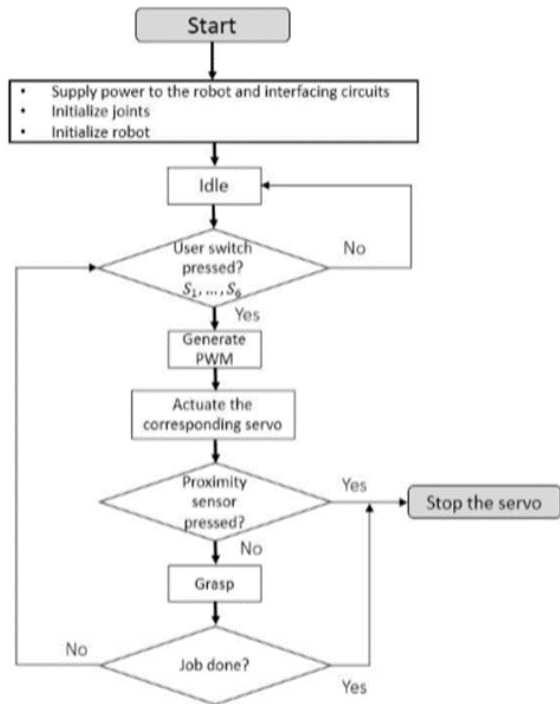 Start
• Supply power to the robot and interfacing circuits
• Initialize joints
• Initialize robot
Idle
User switch
pressed?
S₁, ..., S₆
No
Yes
Generate
PWM
Actuate the
corresponding servo
Proximity
sensor
pressed?
Yes
Stop the servo
No
Grasp
No
Job done?
Yes